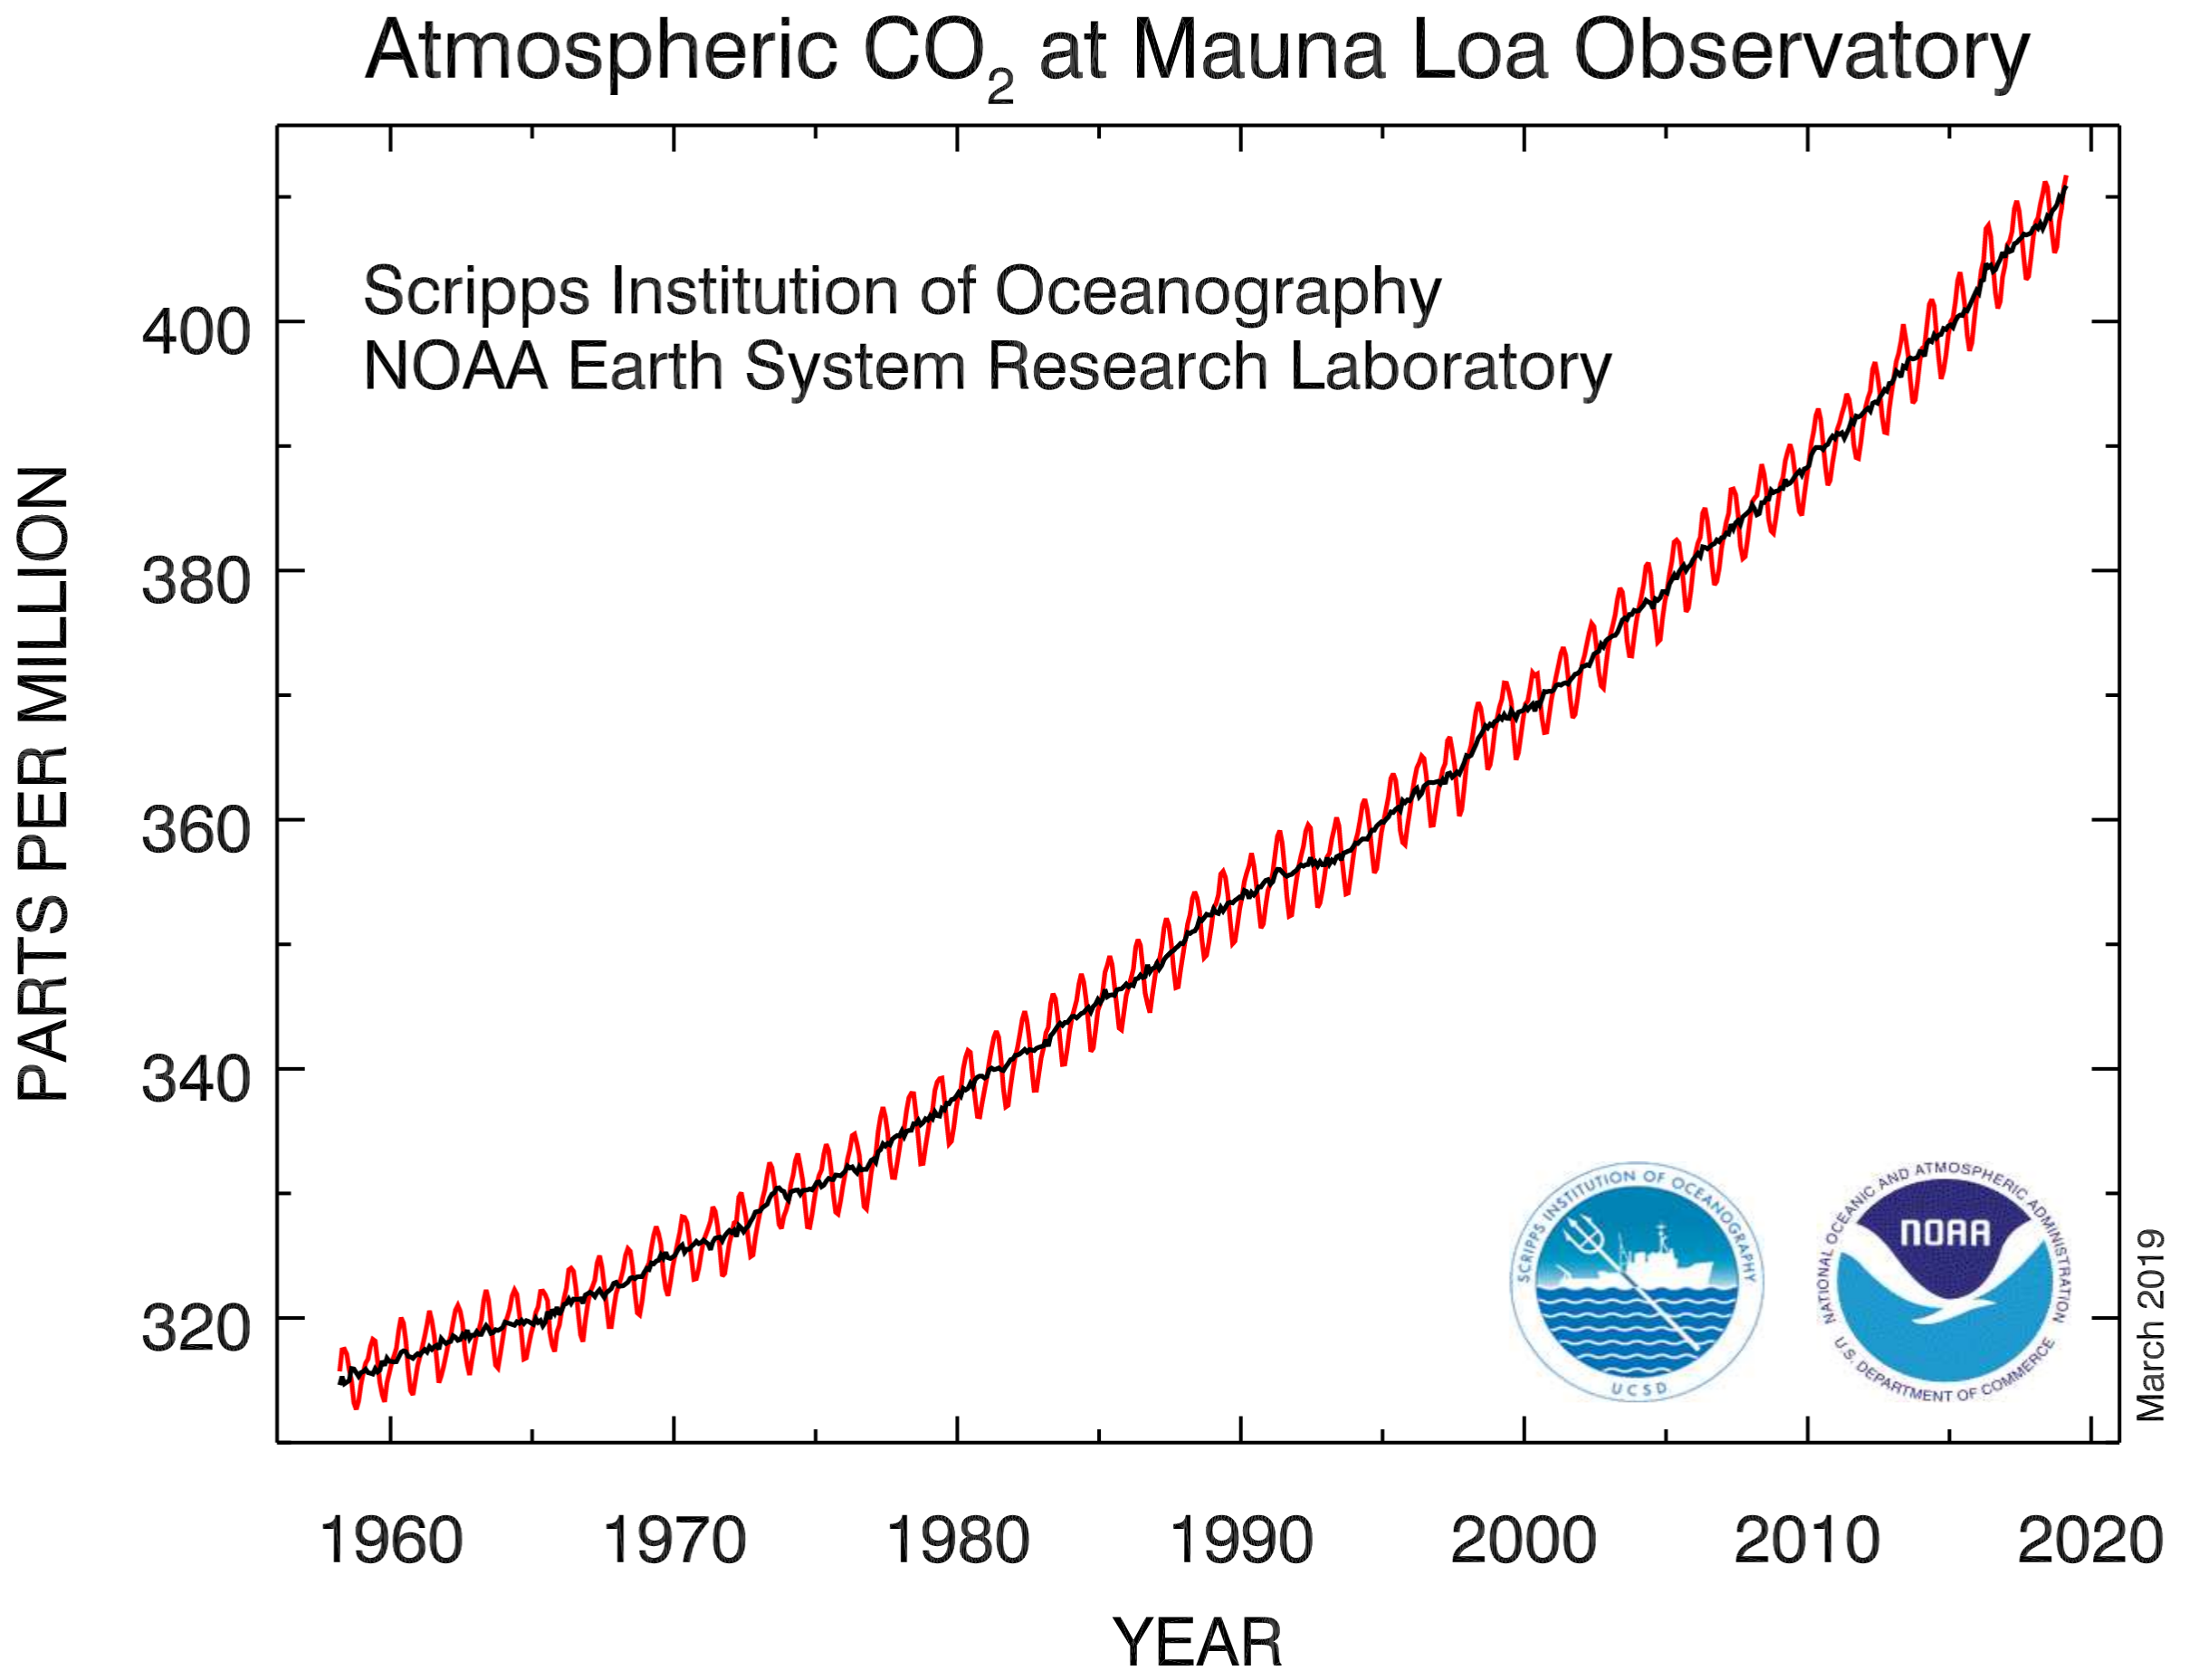 Atmospheric CO₂ at Mauna Loa Observatory
Scripps Institution of Oceanography
NOAA Earth System Research Laboratory
PARTS PER MILLION
400
380
360
340
320
1960 1970 1980 1990 2000 2010 2020
YEAR
SCRIPPS INSTITUTION OF OCEANOGRAPHY
UCSD
NATIONAL OCEANIC AND ATMOSPHERIC ADMINISTRATION
NOAA
U.S. DEPARTMENT OF COMMERCE
March 2019